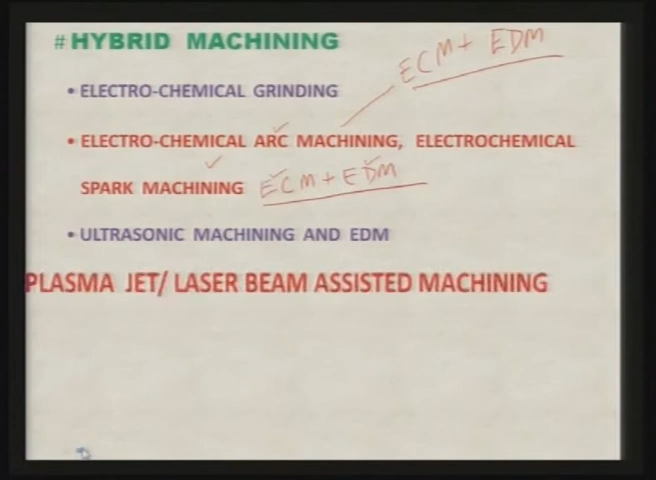 # HYBRID MACHINING
ECM + EDM
• ELECTRO-CHEMICAL GRINDING
• ELECTRO-CHEMICAL ARC MACHINING, ELECTROCHEMICAL
SPARK MACHINING ECM + EDM
• ULTRASONIC MACHINING AND EDM
PLASMA JET/ LASER BEAM ASSISTED MACHINING